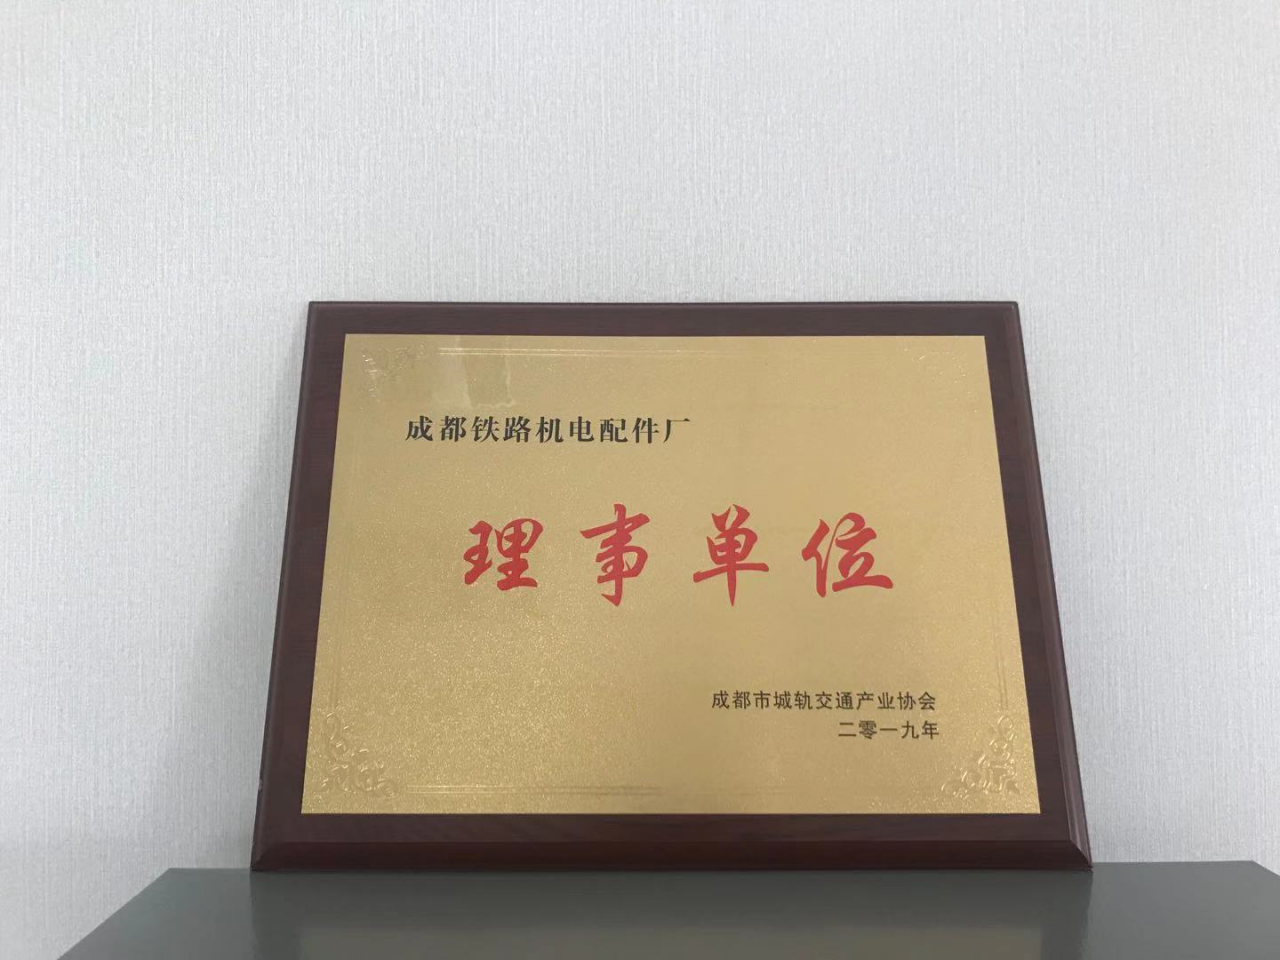 成都铁路机电配件厂
理事单位
成都市城轨交通产业协会
二零一九年